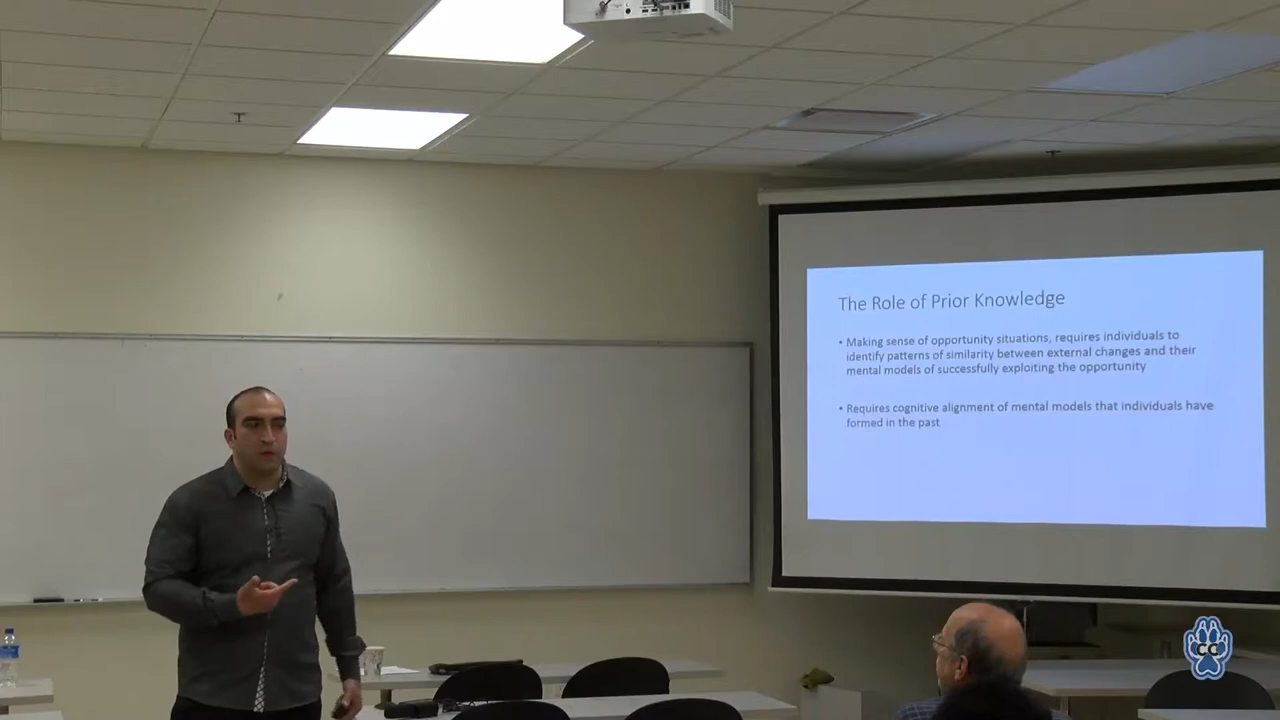 The Role of Prior Knowledge
• Making sense of opportunity situations, requires individuals to
identify patterns of similarity between external changes and their
mental models of successfully exploiting the opportunity
• Requires cognitive alignment of mental models that individuals have
formed in the past
CC